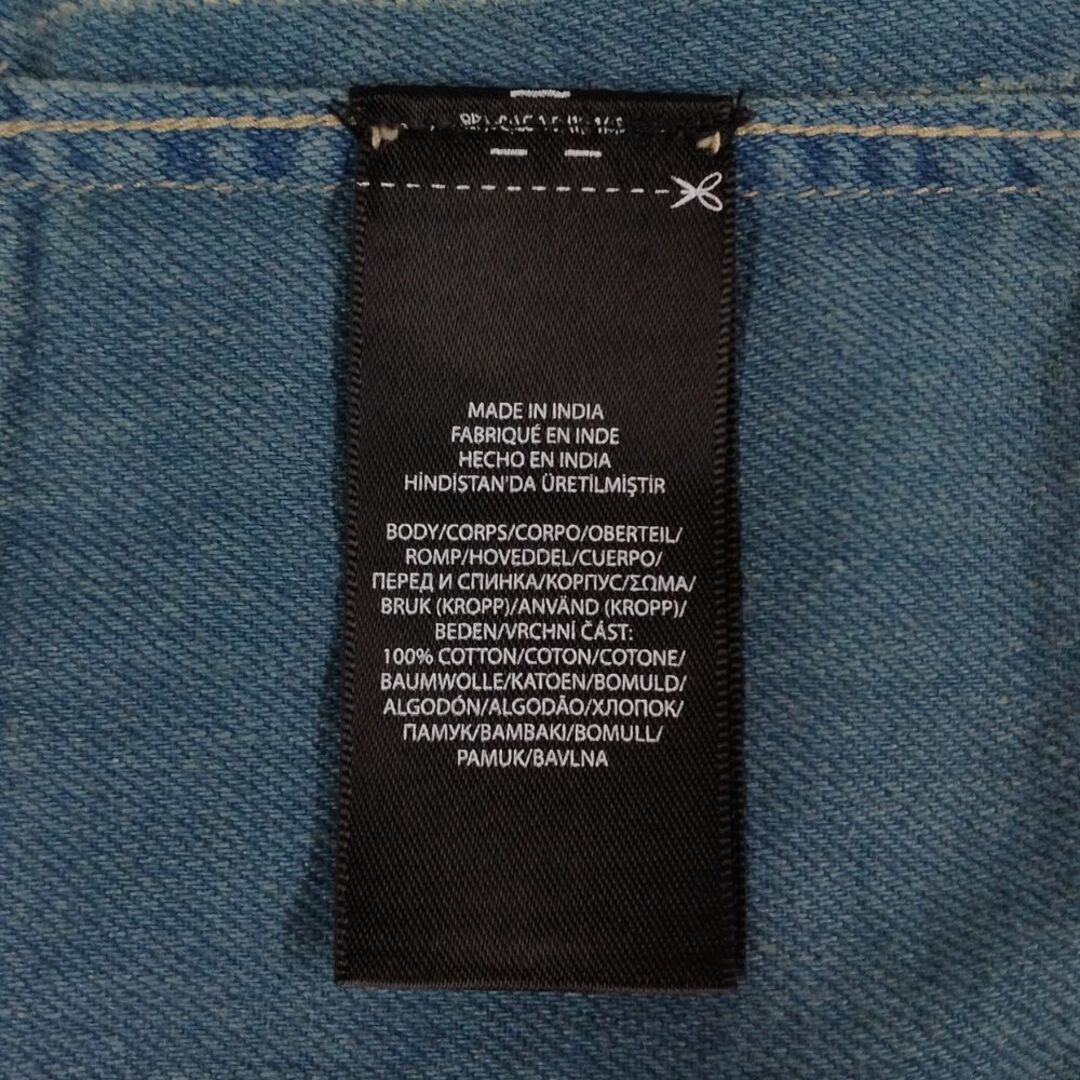 MADE IN INDIA
FABRIQUÉ EN INDE
HECHO EN INDIA
HİNDİSTAN'DA ÜRETİLMİŞTİR
BODY/CORPS/CORPO/OBERTEIL/
ROMP/HOVEDDEL/CUERPO/
ПЕРЕД И СПИНКА/КОРПУС/ΣΩΜΑ/
BRUK (KROPP)/ANVÄND (KROPP)/
BEDEN/VRCHNÍ ČÁST:
100% COTTON/COTON/COTONE/
BAUMWOLLE/KATOEN/BOMULD/
ALGODÓN/ALGODÃO/ХЛОПОК/
ПАМУК/ΒΑΜΒΑΚΙ/BOMULL/
PAMUK/BAVLNA